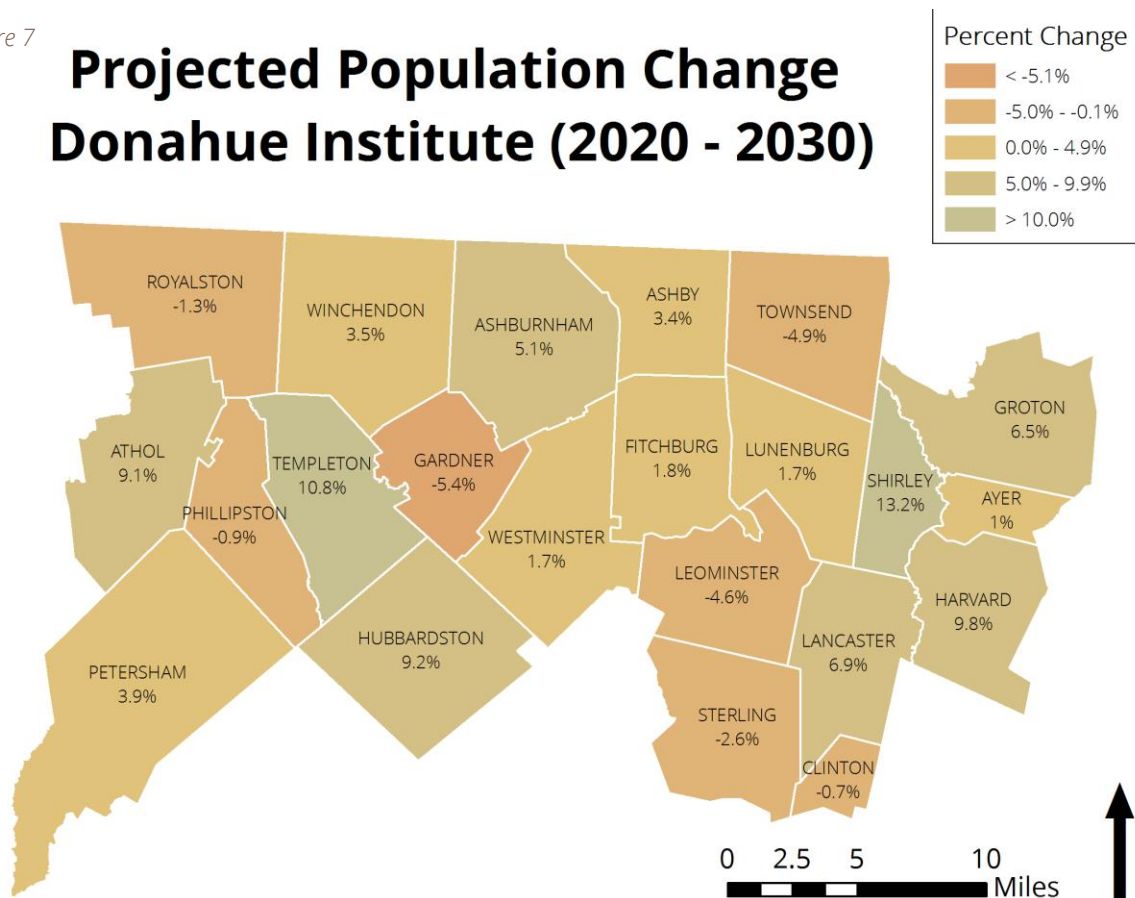 re 7
Projected Population Change
Donahue Institute (2020 - 2030)
Percent Change
< -5.1%
-5.0% - -0.1%
0.0% - 4.9%
5.0% - 9.9%
> 10.0%
ROYALSTON
-1.3%
WINCHENDON
3.5%
ASHBURNHAM
5.1%
ASHBY
3.4%
TOWNSEND
-4.9%
GROTON
6.5%
ATHOL
9.1%
PHILLIPSTON
-0.9%
TEMPLETON
10.8%
GARDNER
-5.4%
WESTMINSTER
1.7%
FITCHBURG
1.8%
LUNENBURG
1.7%
SHIRLEY
13.2%
AYER
1%
LEOMINSTER
-4.6%
HARVARD
9.8%
PETERSHAM
3.9%
HUBBARDSTON
9.2%
LANCASTER
6.9%
STERLING
-2.6%
CLINTON
-0.7%
0 2.5 5 10
Miles